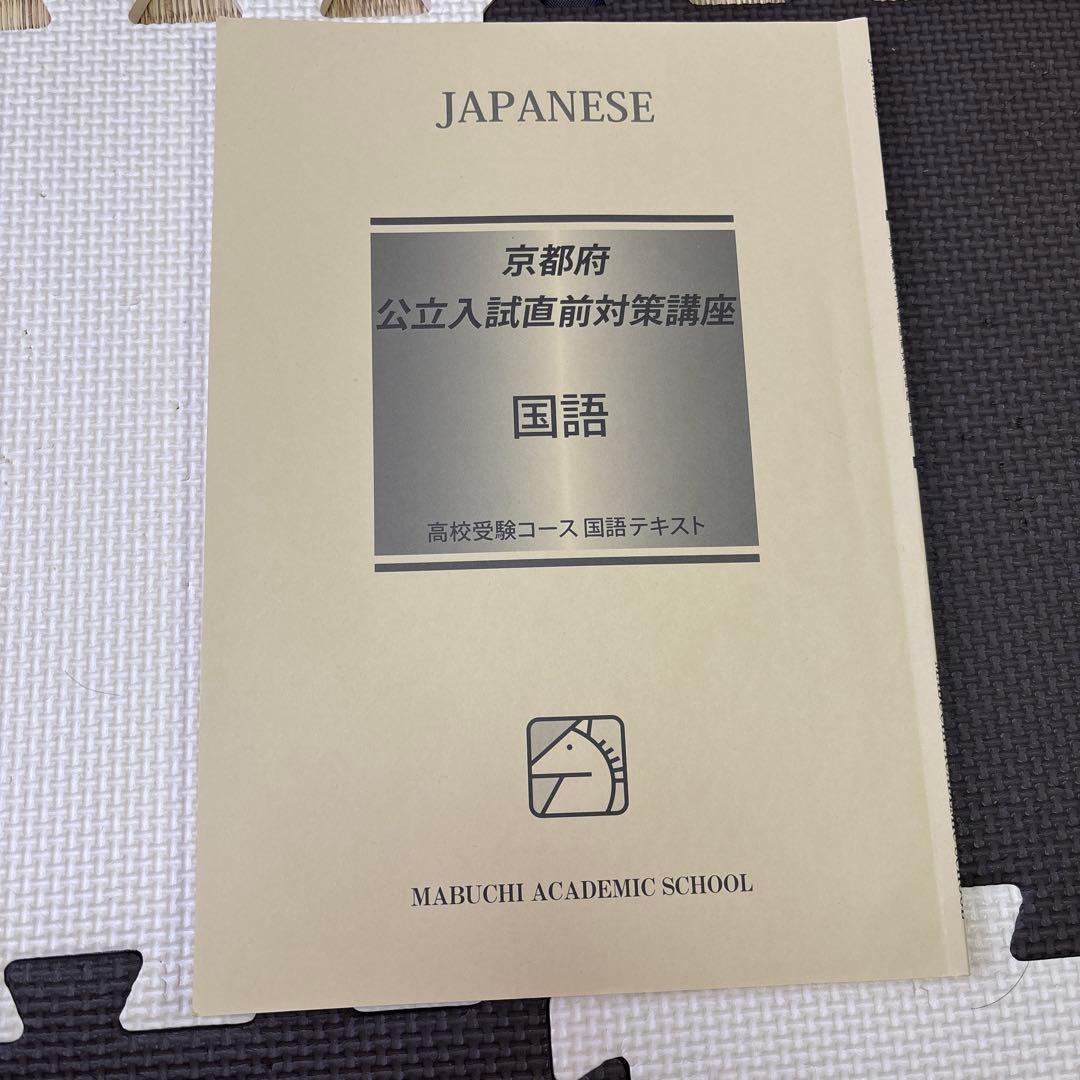 JAPANESE
京都府
公立入試直前対策講座
国語
高校受験コース 国語テキスト
MABUCHI ACADEMIC SCHOOL